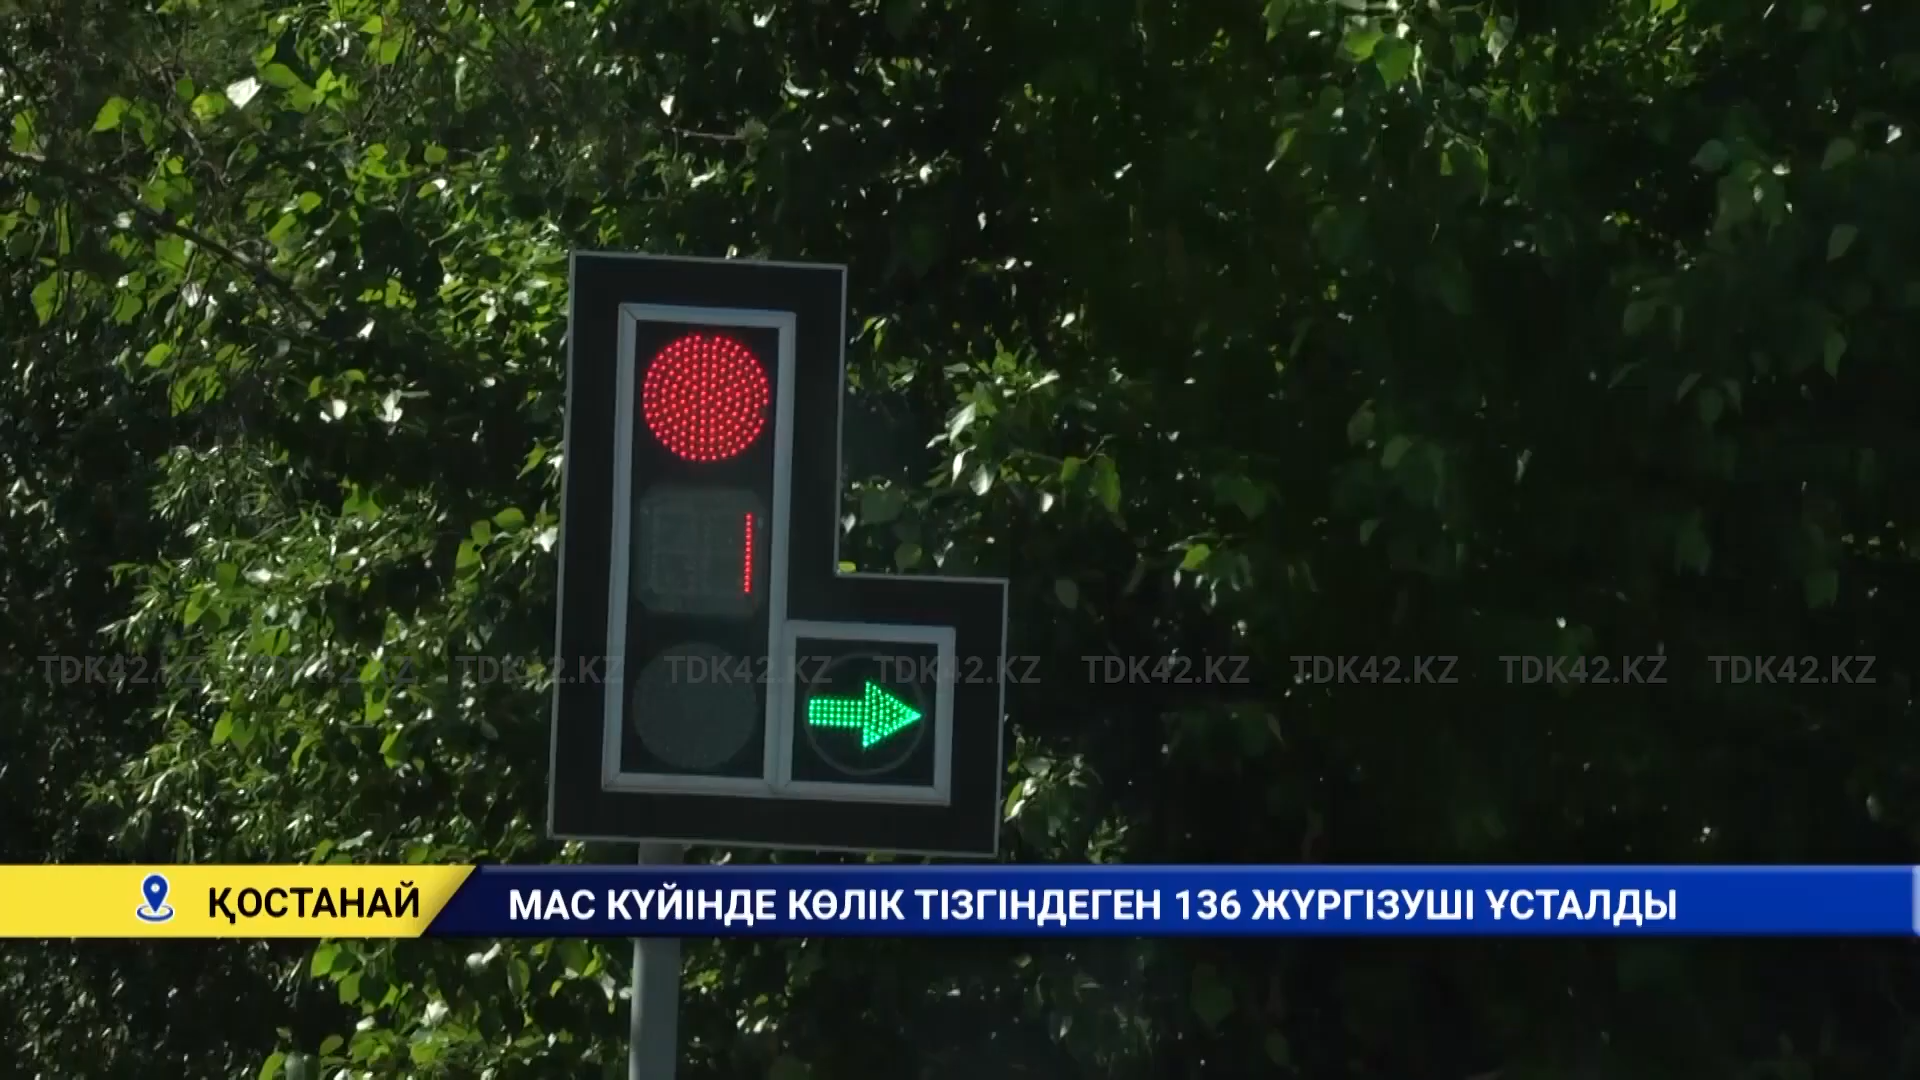 TDK42.KZ TDK42.KZ TDK42.KZ TDK42.KZ TDK42.KZ TDK42.KZ TDK42.KZ TDK42.KZ TDK42.KZ
ҚОСТАНАЙ МАС КҮЙІНДЕ КӨЛІК ТІЗГІНДЕГЕН 136 ЖҮРГІЗУШІ ҰСТАЛДЫ